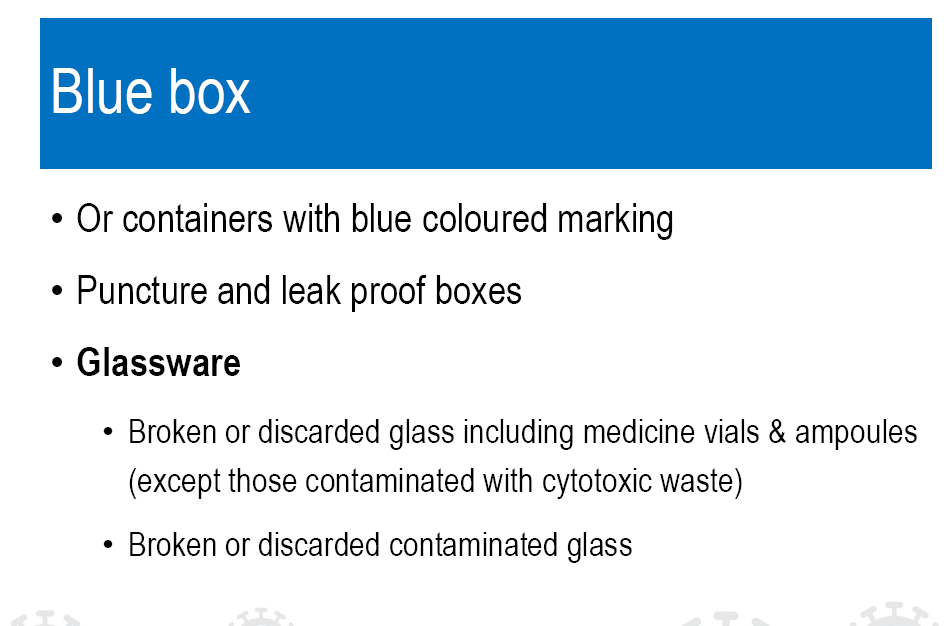 Blue box
• Or containers with blue coloured marking
• Puncture and leak proof boxes
• Glassware
• Broken or discarded glass including medicine vials & ampoules
(except those contaminated with cytotoxic waste)
• Broken or discarded contaminated glass